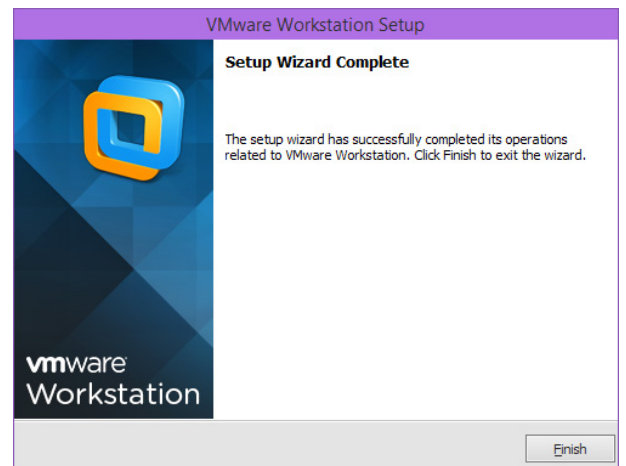 VMware Workstation Setup
Setup Wizard Complete
The setup wizard has successfully completed its operations
related to VMware Workstation. Click Finish to exit the wizard.
vmware
Workstation
Finish